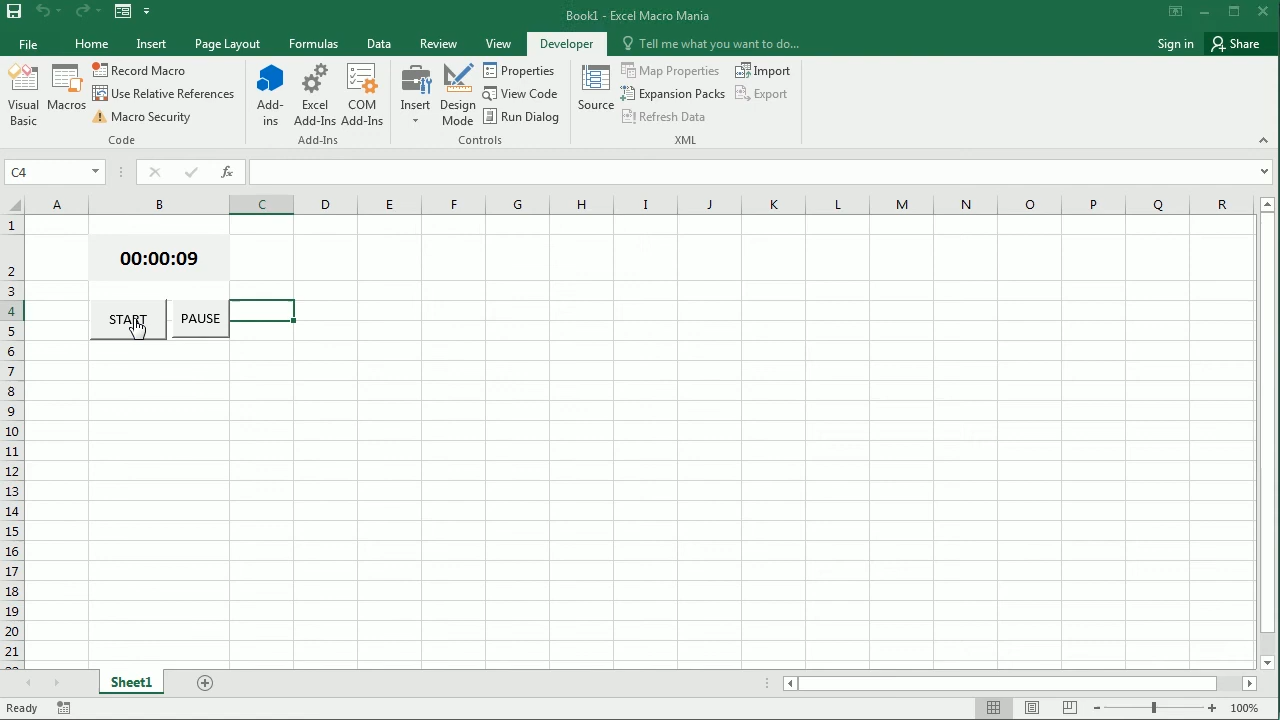 Book1 - Excel Macro Mania
File Home Insert Page Layout Formulas Data Review View Developer Tell me what you want to do... Sign in Share
Visual Basic
Macros
Record Macro
Use Relative References
Macro Security
Code
Add-ins
Excel Add-Ins
COM Add-Ins
Add-Ins
Insert
Design Mode
Properties
View Code
Run Dialog
Controls
Source
Map Properties
Expansion Packs
Refresh Data
Import
Export
XML
C4 fx
A B C D E F G H I J K L M N O P Q R
1
2 00:00:09
3
4 START PAUSE
5
6
7
8
9
10
11
12
13
14
15
16
17
18
19
20
21
Sheet1
Ready 100%